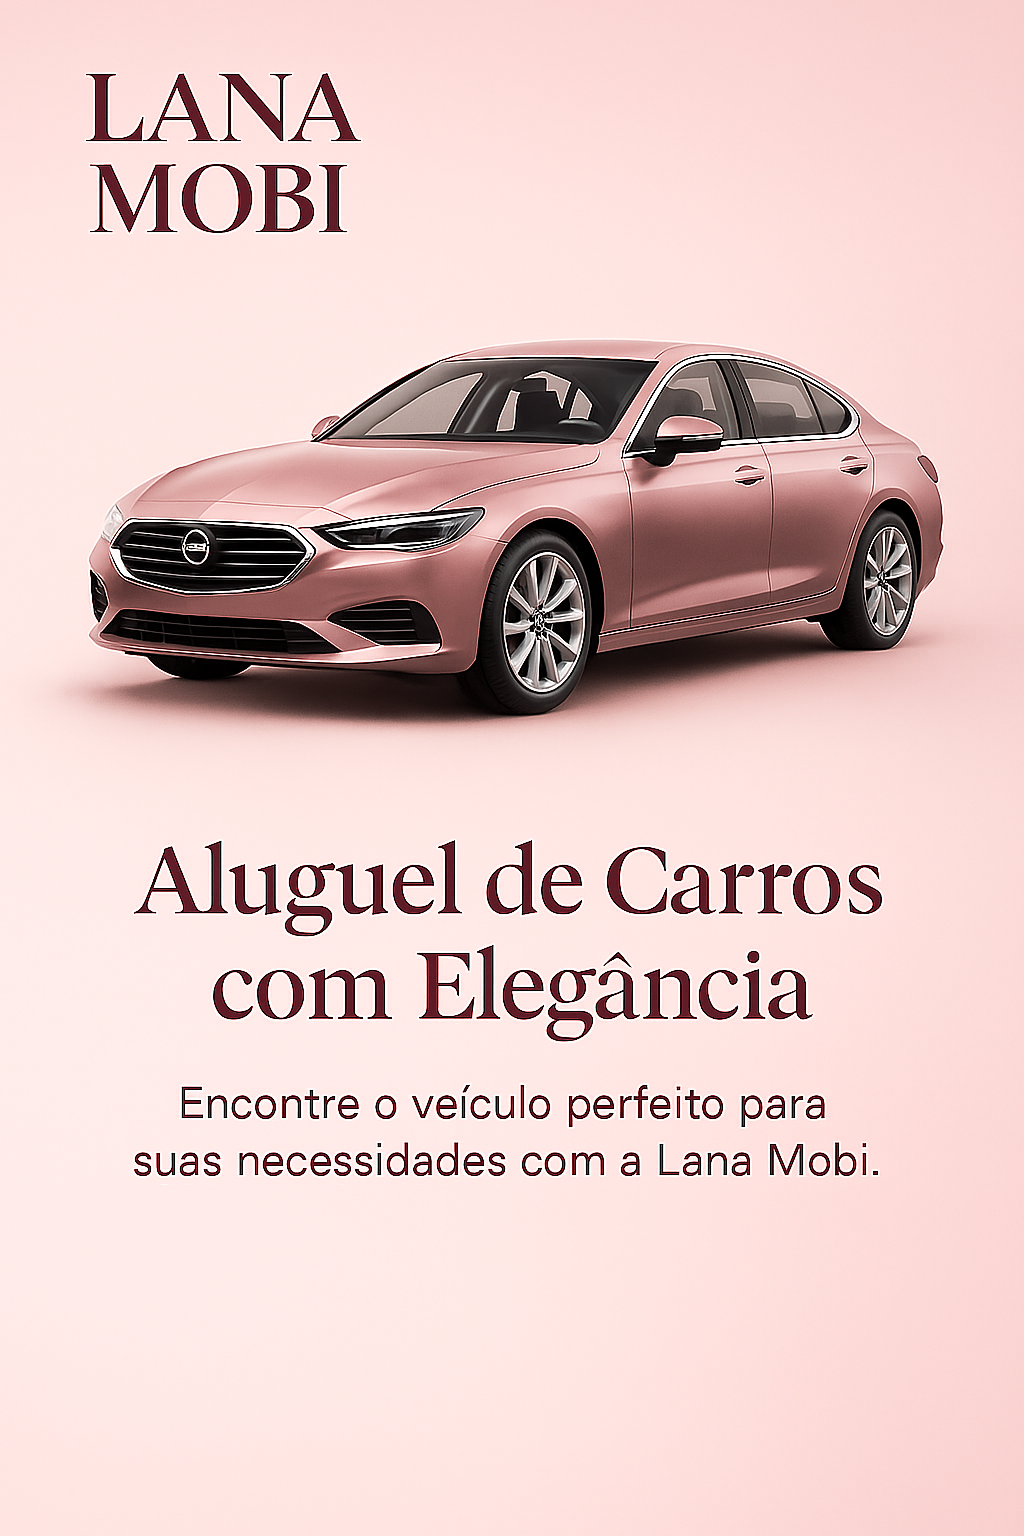 LANA
MOBI
Aluguel de Carros
com Elegância
Encontre o veículo perfeito para
suas necessidades com a Lana Mobi.